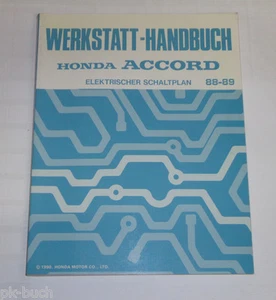 WERKSTATT-HANDBUCH
HONDA ACCORD
ELEKTRISCHER SCHALTPLAN 88-89
© 1988 HONDA MOTOR CO., LTD.
pk-buch